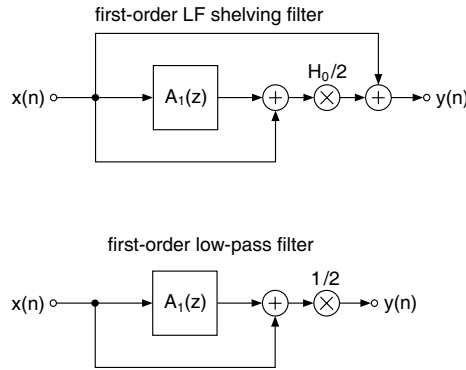 first-order LF shelving filter
H₀/2
x(n) A₁(z) + × + y(n)
first-order low-pass filter
1/2
x(n) A₁(z) + × y(n)